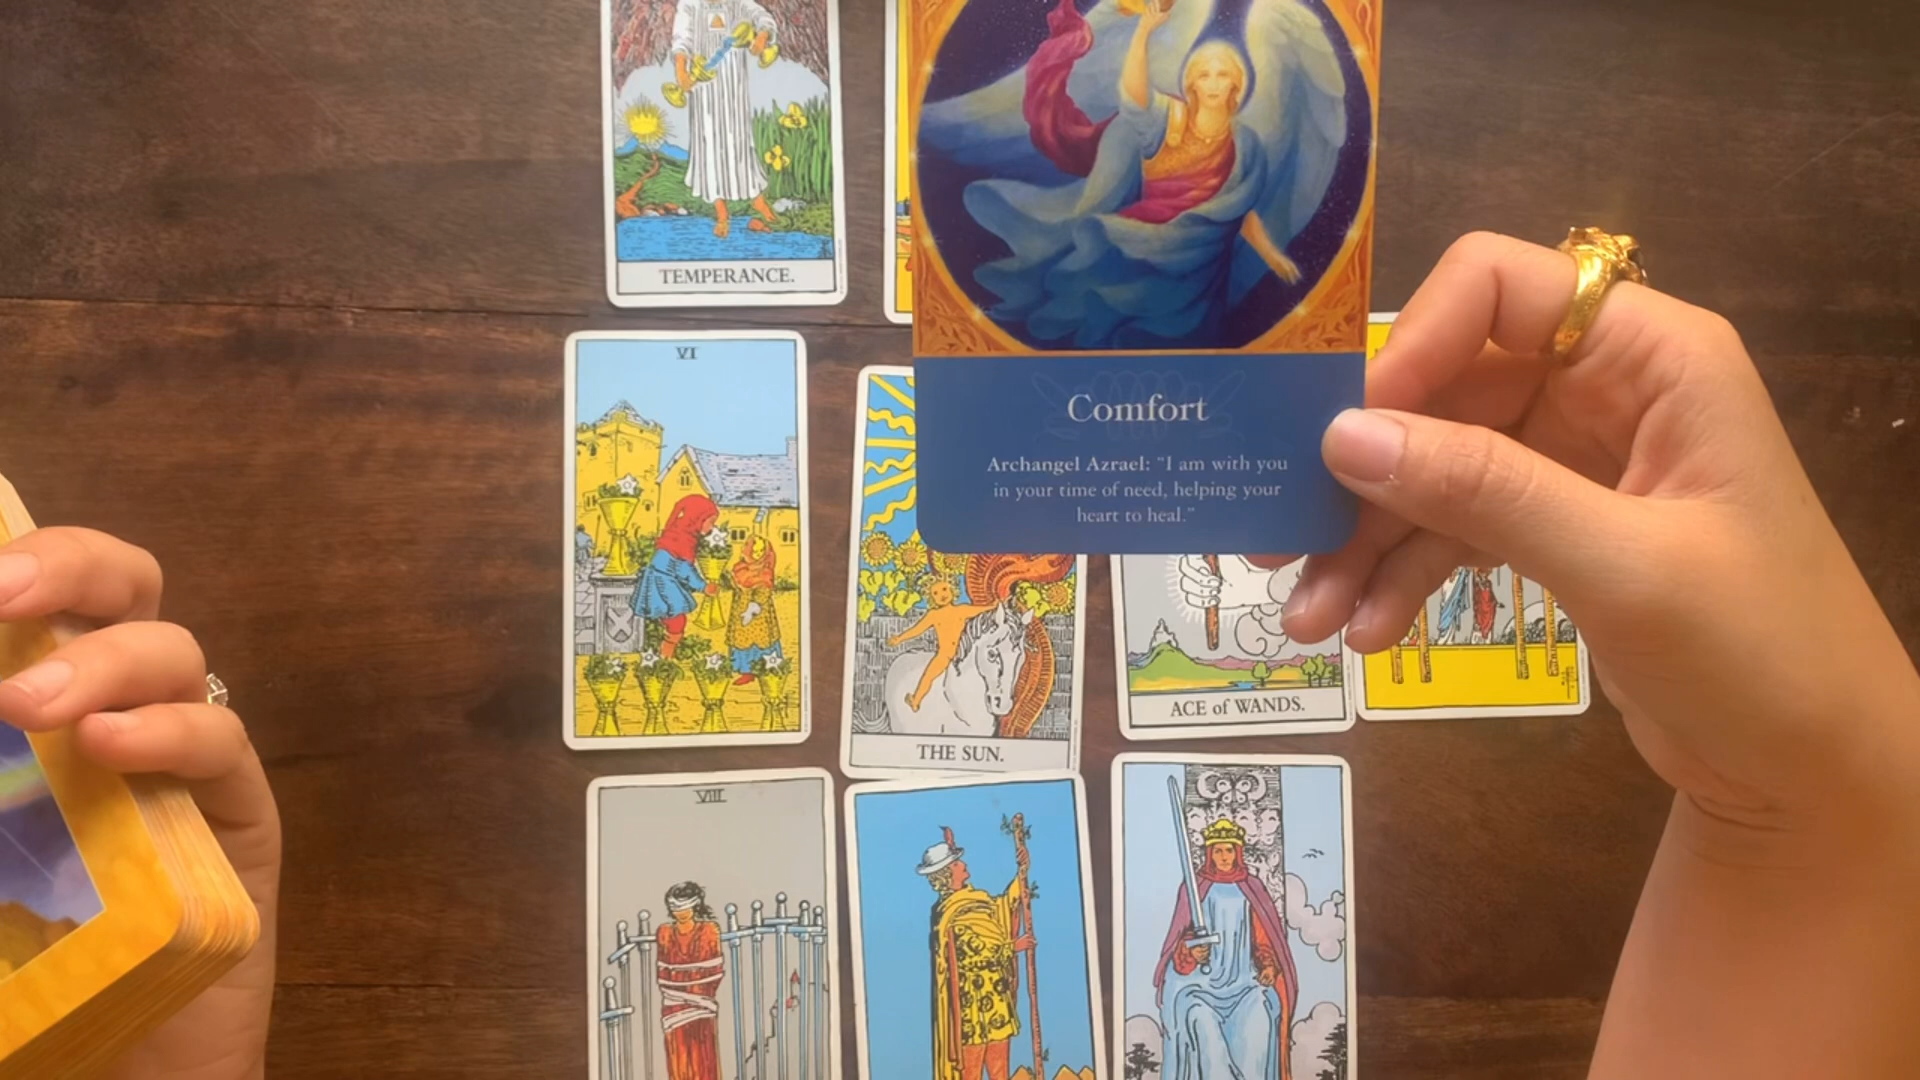 TEMPERANCE.
VI
Comfort
Archangel Azrael: "I am with you
in your time of need, helping your
heart to heal."
ACE of WANDS.
THE SUN.
VIII